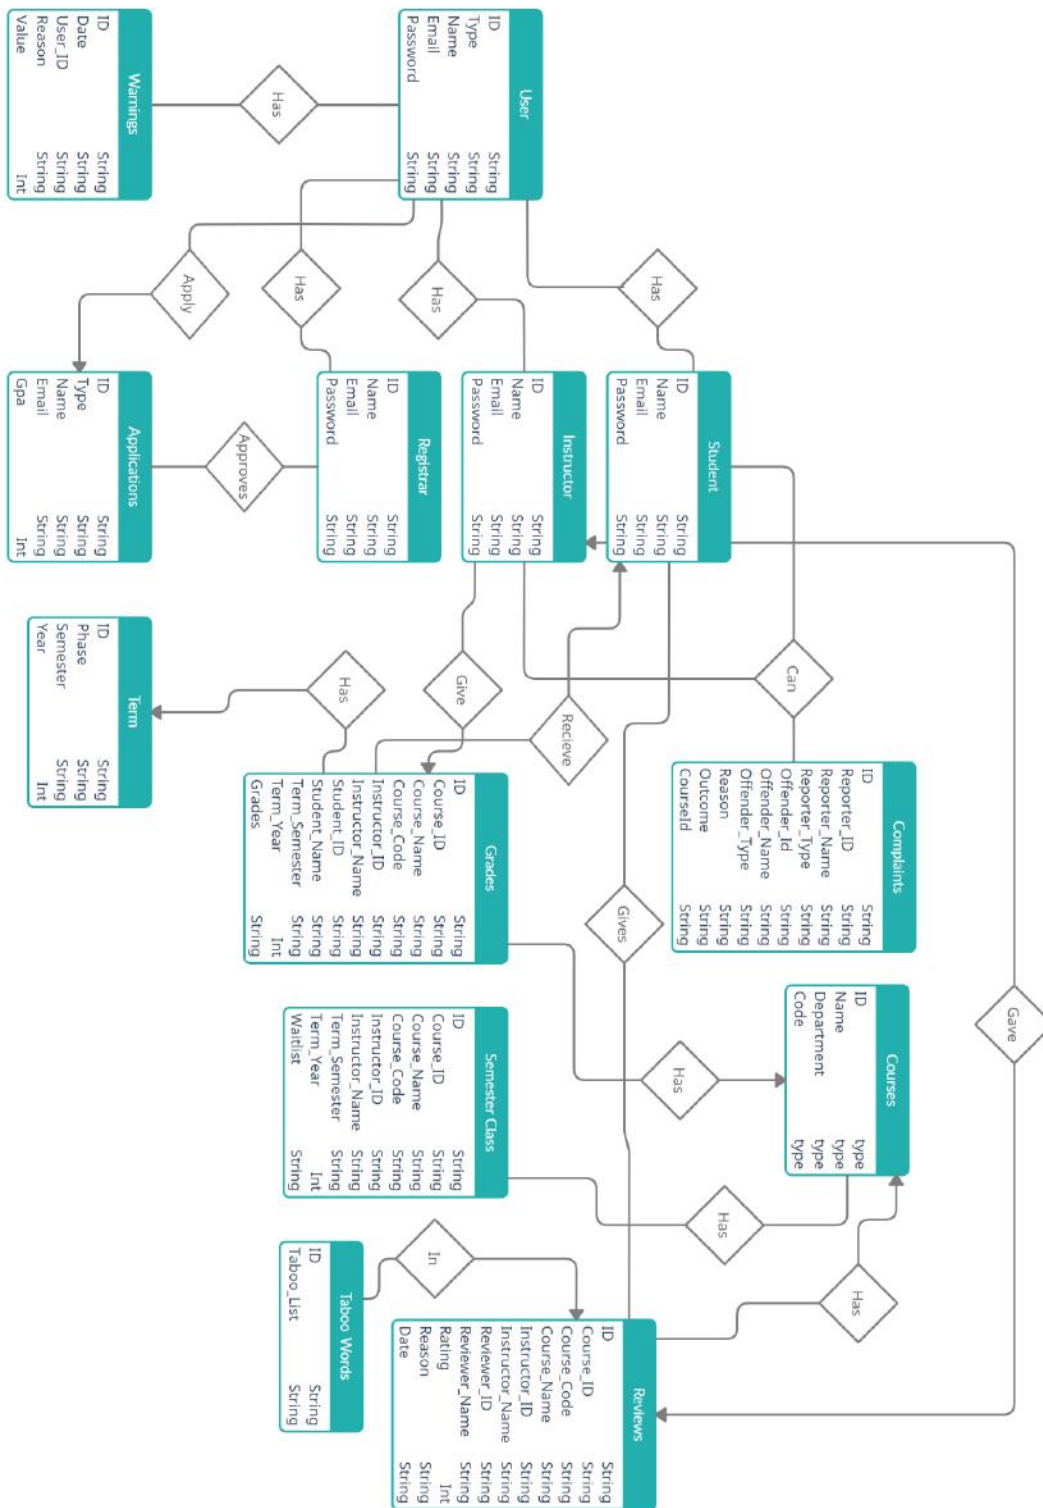 User
ID String
Type String
Name String
Email String
Password String
Has
Warnings
ID String
Date String
User_ID String
Reason String
Value Int
Has
Has
Has
Apply
Student
ID String
Name String
Email String
Password String
Instructor
ID String
Name String
Email String
Password String
Registrar
ID String
Name String
Email String
Password String
Approves
Applications
ID String
Type String
Name String
Email String
Gpa Int
Can
Give
Recieve
Has
Term
ID String
Phase String
Semester String
Year Int
Complaints
ID String
Reporter_ID String
Reporter_Name String
Reporter_Type String
Offender_Id String
Offender_Name String
Offender_Type String
Reason String
Outcome String
CourseId String
Grades
ID String
Course_ID String
Course_Name String
Course_Code String
Instructor_ID String
Instructor_Name String
Student_ID String
Student_Name String
Term_Semester String
Term_Year Int
Grades String
Gives
Gave
Has
Courses
ID type
Name type
Department type
Code type
Semester Class
ID String
Course_ID String
Course_Name String
Course_Code String
Instructor_ID String
Instructor_Name String
Term_Semester String
Term_Year Int
Waitlist String
Has
Has
In
Taboo Words
ID String
Taboo_List String
Reviews
ID String
Course_ID String
Course_Code String
Course_Name String
Instructor_ID String
Instructor_Name String
Reviewer_ID String
Reviewer_Name String
Rating Int
Reason String
Date String